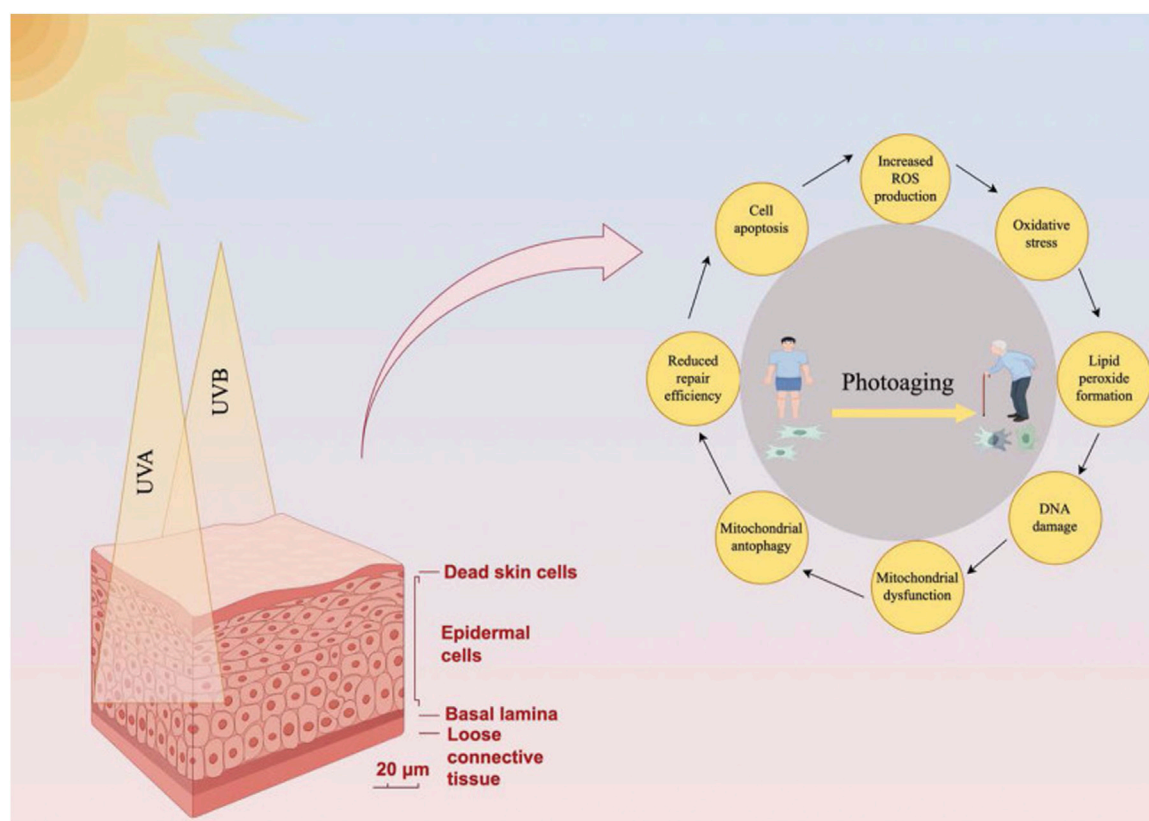 UVA
UVB
Dead skin cells
Epidermal
cells
Basal lamina
Loose
connective
tissue
20 µm
Increased
ROS
production
Oxidative
stress
Lipid
peroxide
formation
DNA
damage
Mitochondrial
dysfunction
Mitochondrial
antophagy
Reduced
repair
efficiency
Cell
apoptosis
Photoaging